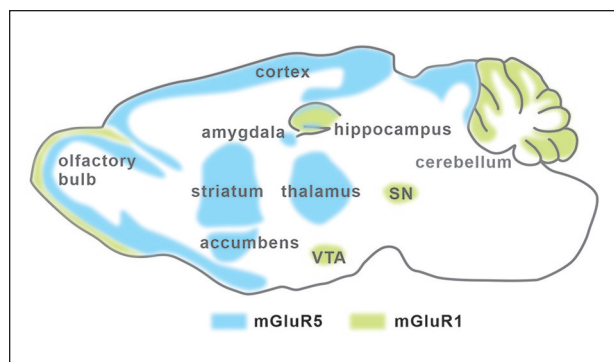 cortex
amygdala
hippocampus
olfactory
bulb
cerebellum
striatum
thalamus
SN
accumbens
VTA
mGluR5
mGluR1